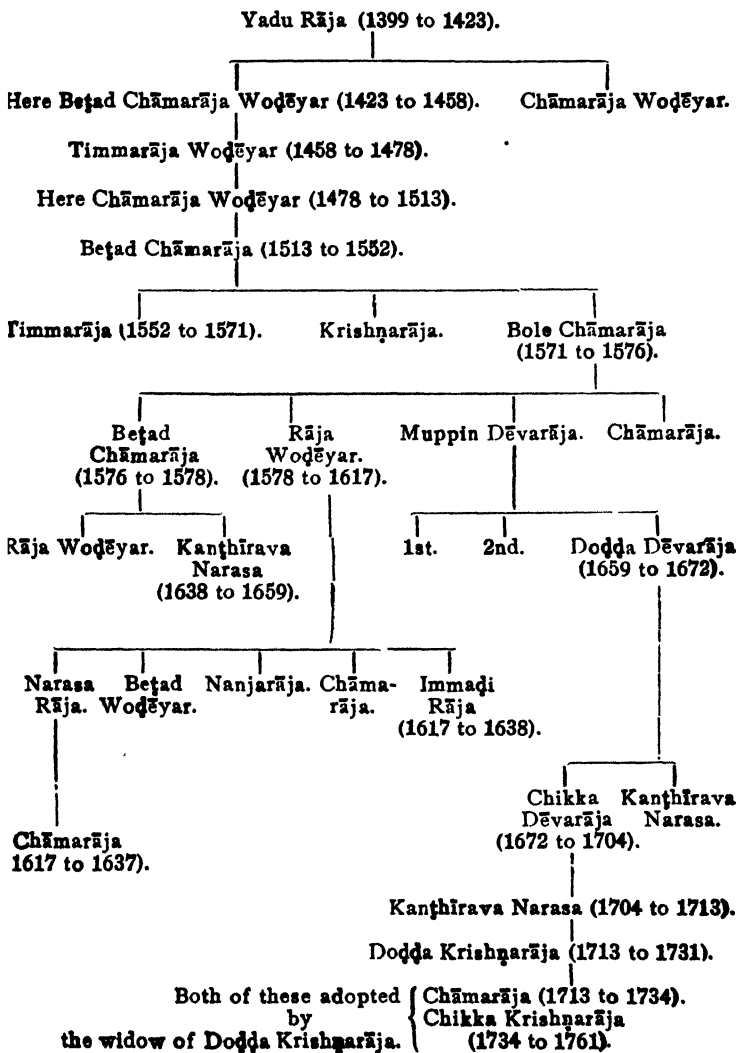 Yadu Rāja (1399 to 1423).
Here Beṭad Chāmarāja Woḍēyar (1423 to 1458). Chāmarāja Woḍēyar.
Timmarāja Woḍēyar (1458 to 1478).
Here Chāmarāja Woḍēyar (1478 to 1513).
Beṭad Chāmarāja (1513 to 1552).
Timmarāja (1552 to 1571). Krishṇarāja. Bole Chāmarāja
(1571 to 1576).
Beṭad Rāja Muppin Dēvarāja. Chāmarāja.
Chāmarāja Woḍēyar.
(1576 to 1578). (1578 to 1617).
Rāja Woḍēyar. Kanṭhīrava 1st. 2nd. Doḍḍa Dēvarāja
Narasa (1659 to 1672).
(1638 to 1659).
Narasa Beṭad Nanjarāja. Chāma- Immaḍi
Rāja. Woḍēyar. rāja. Rāja
(1617 to 1638).
Chikka Kanṭhīrava
Dēvarāja Narasa.
Chāmarāja (1672 to 1704).
1617 to 1637).
Kanṭhīrava Narasa (1704 to 1713).
Doḍḍa Krishṇarāja (1713 to 1731).
Both of these adopted { Chāmarāja (1713 to 1734).
by Chikka Krishṇarāja
the widow of Doḍḍa Krishṇarāja. (1734 to 1761).